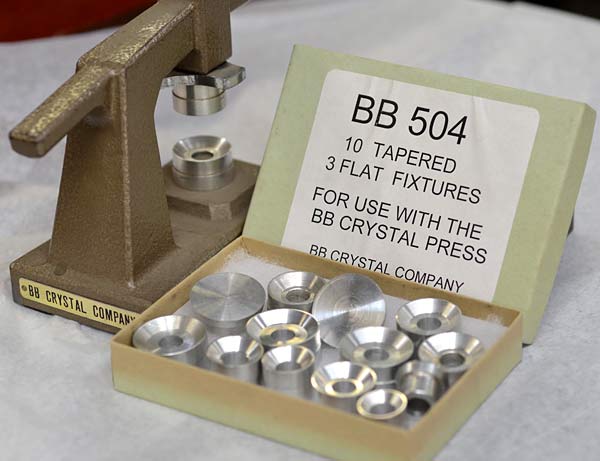 BB 504
10 TAPERED
3 FLAT FIXTURES
FOR USE WITH THE
BB CRYSTAL PRESS
BB CRYSTAL COMPANY
BB CRYSTAL COMPANY